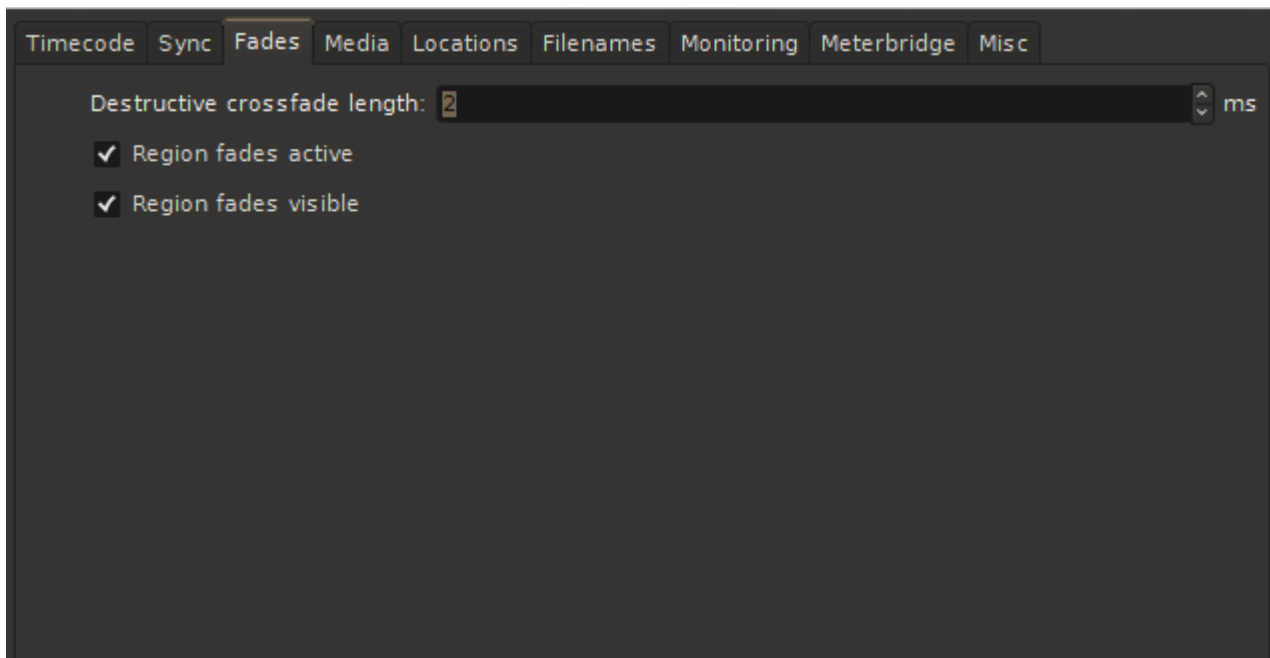 Timecode Sync Fades Media Locations Filenames Monitoring Meterbridge Misc
Destructive crossfade length: 2 ms
Region fades active
Region fades visible